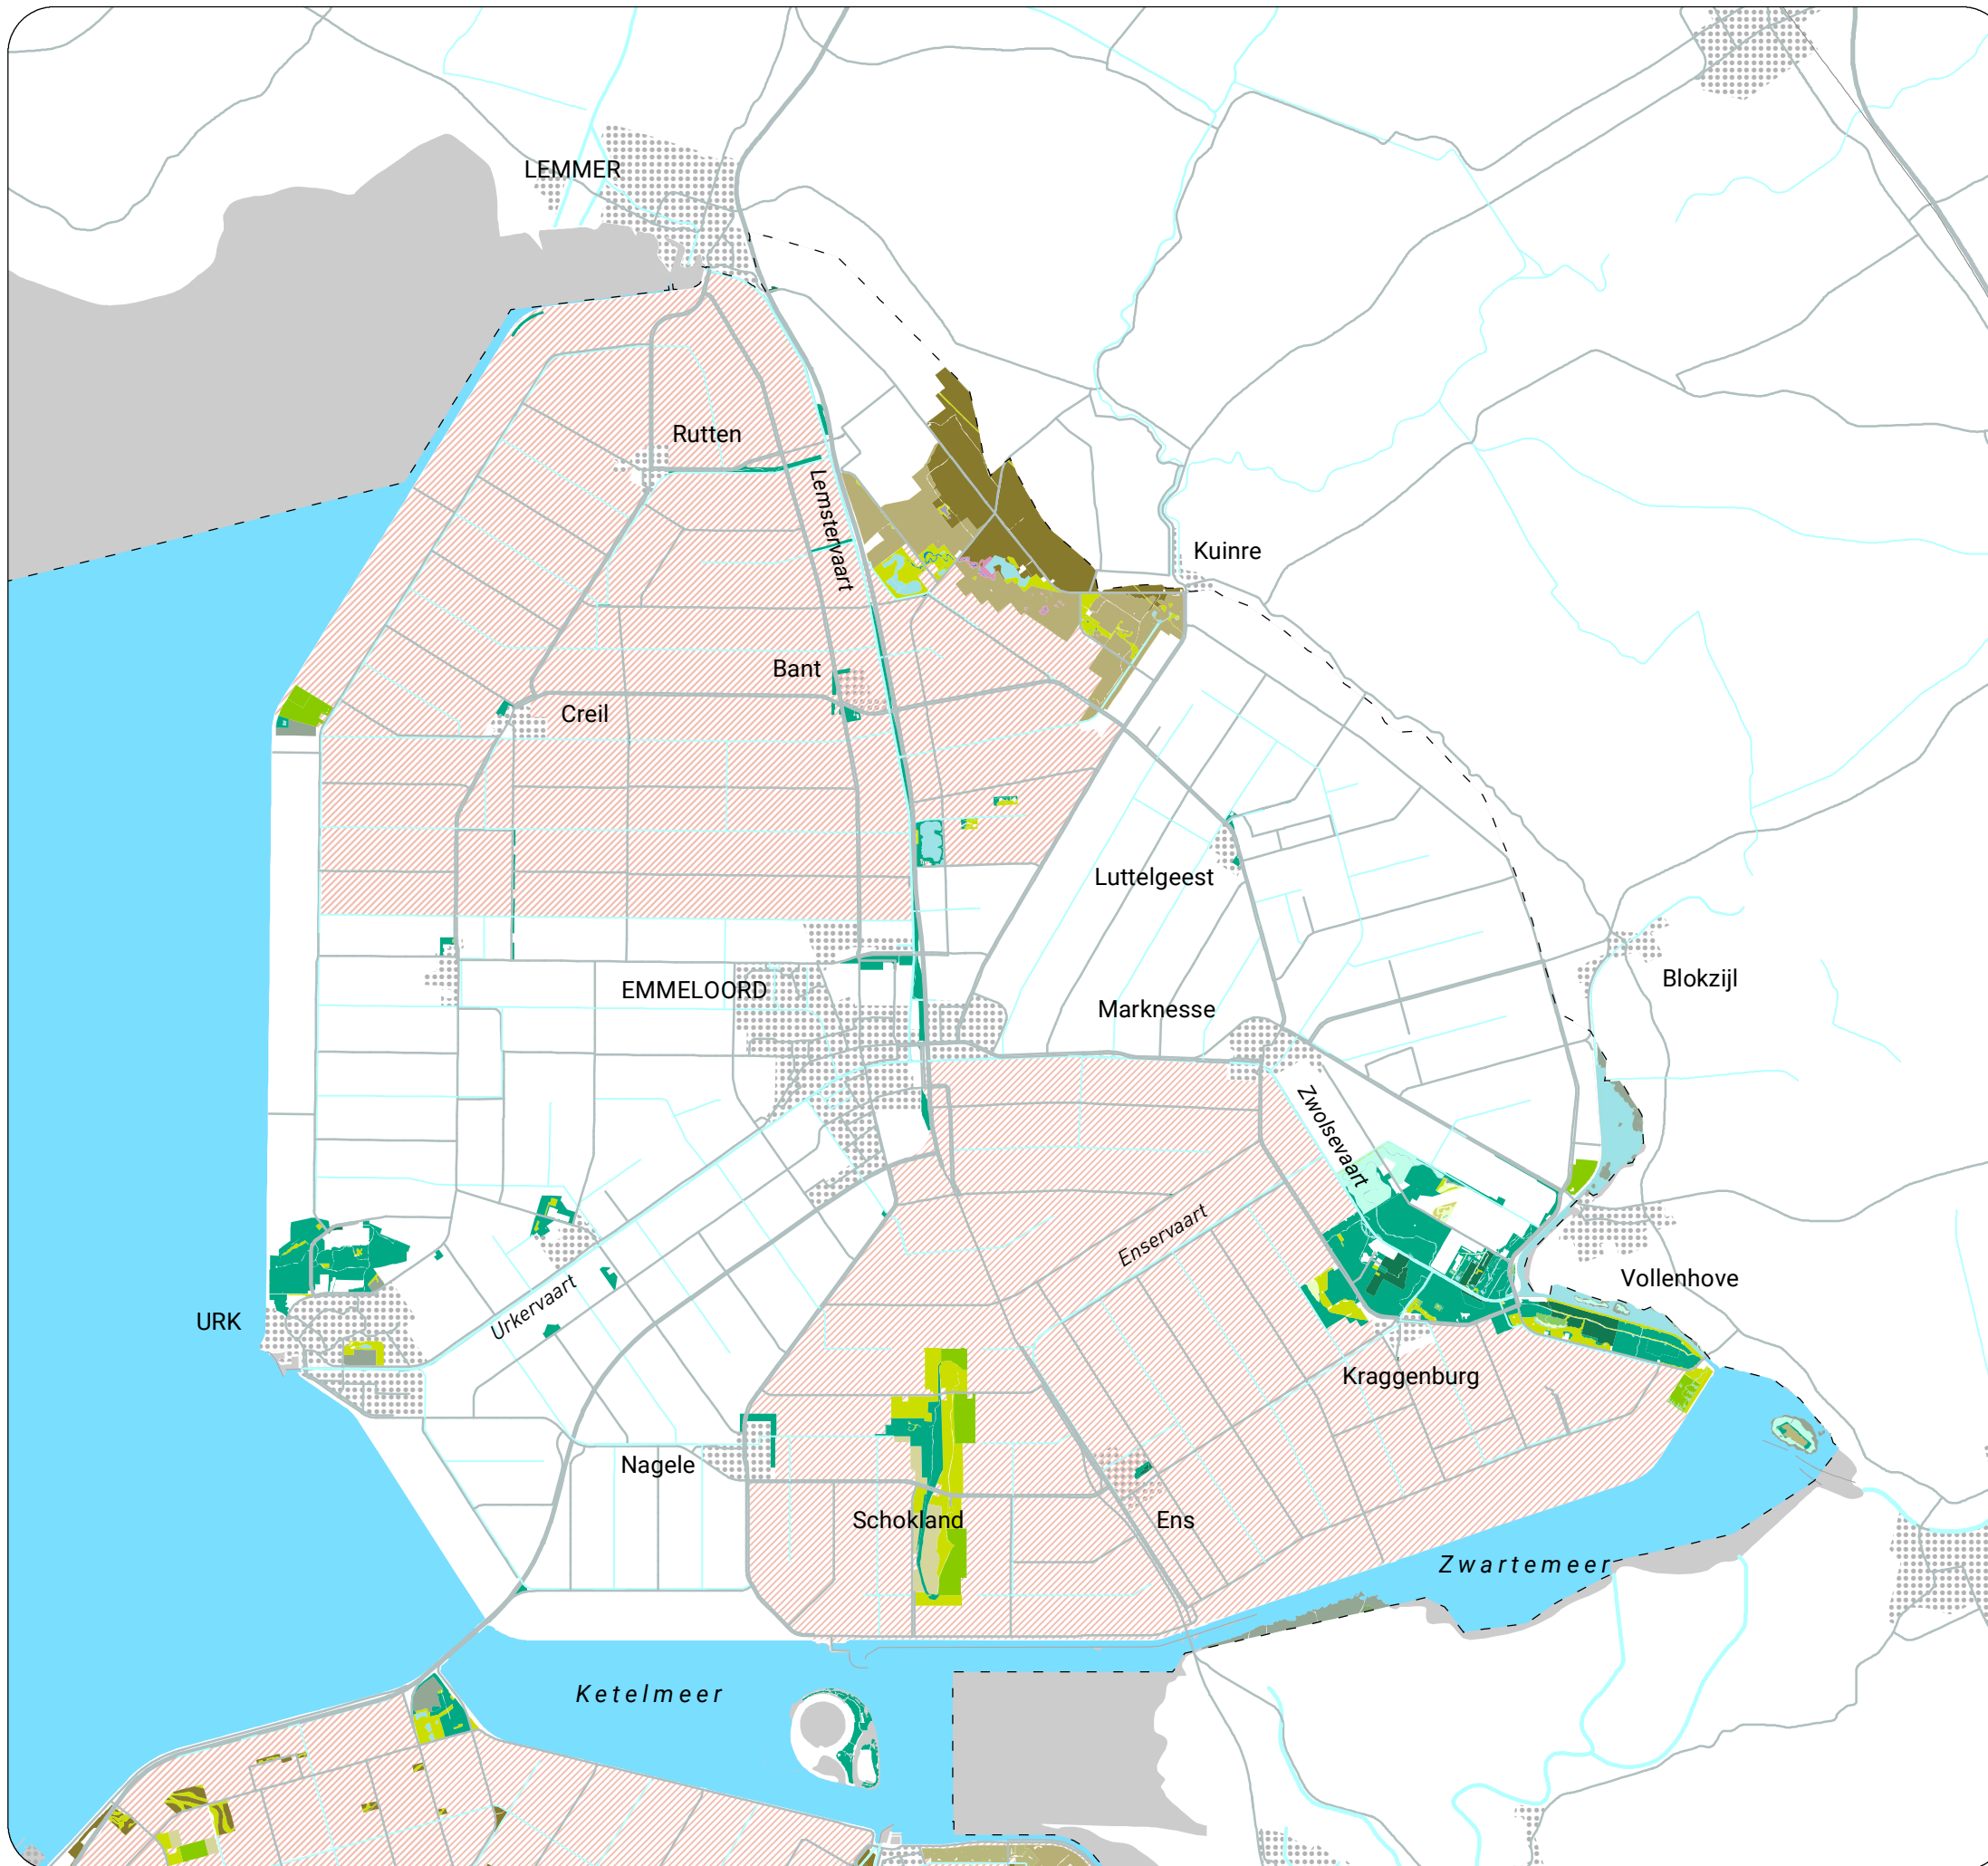 LEMMER
Rutten
Lemstervaart
Kuinre
Bant
Creil
Luttelgeest
Blokzijl
EMMELOORD
Marknesse
Zwolsevaart
Enservaart
Vollenhove
Urkervaart
URK
Kraggenburg
Nagele
Schokland
Ens
Zwartemeer
Ketelmeer